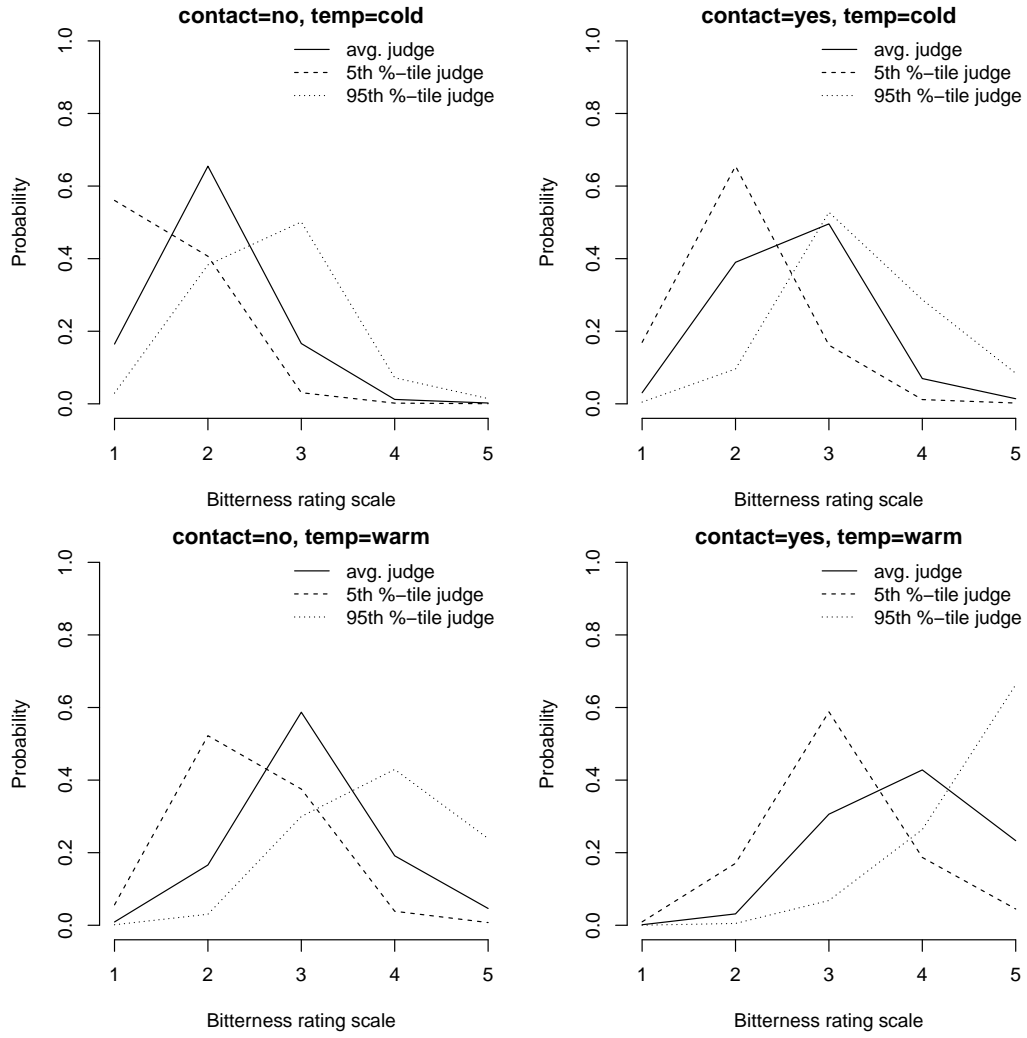 contact=no, temp=cold
avg. judge
5th %−tile judge
95th %−tile judge
Probability
0.0 0.2 0.4 0.6 0.8 1.0
1 2 3 4 5
Bitterness rating scale
contact=yes, temp=cold
avg. judge
5th %−tile judge
95th %−tile judge
Probability
0.0 0.2 0.4 0.6 0.8 1.0
1 2 3 4 5
Bitterness rating scale
contact=no, temp=warm
avg. judge
5th %−tile judge
95th %−tile judge
Probability
0.0 0.2 0.4 0.6 0.8 1.0
1 2 3 4 5
Bitterness rating scale
contact=yes, temp=warm
avg. judge
5th %−tile judge
95th %−tile judge
Probability
0.0 0.2 0.4 0.6 0.8 1.0
1 2 3 4 5
Bitterness rating scale